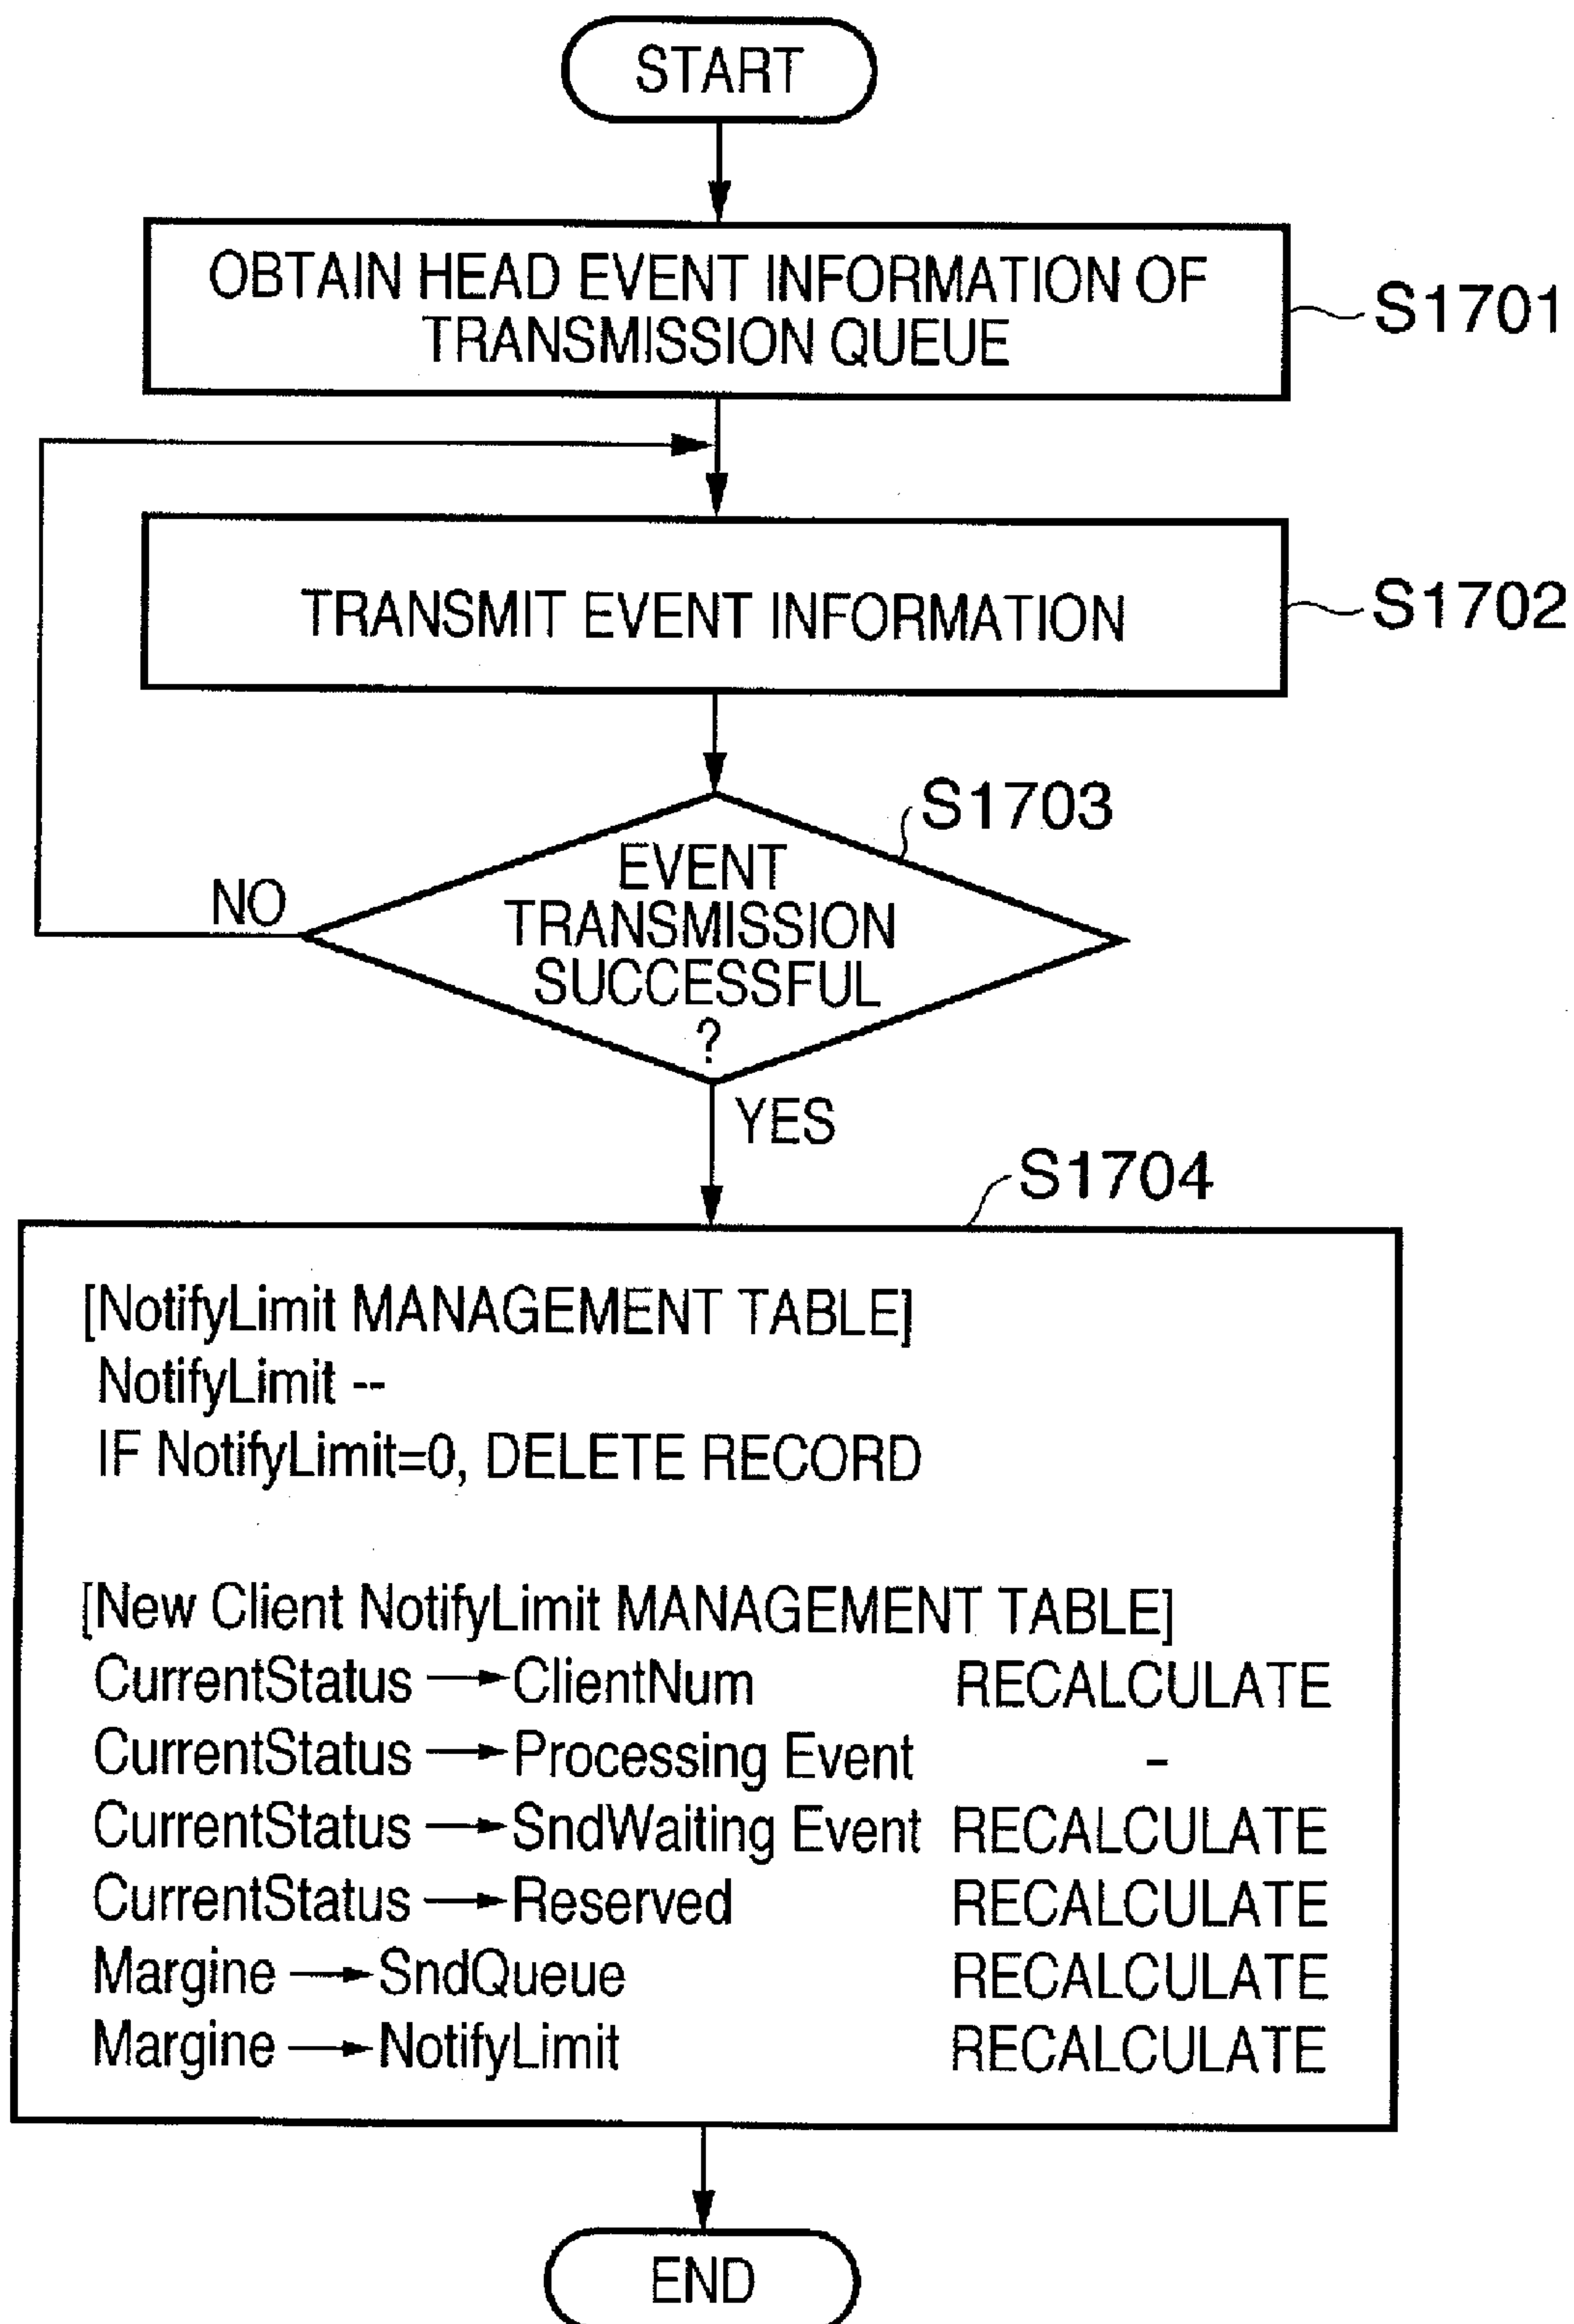 START
OBTAIN HEAD EVENT INFORMATION OF
TRANSMISSION QUEUE
S1701
TRANSMIT EVENT INFORMATION
S1702
S1703
EVENT
TRANSMISSION
SUCCESSFUL
?
NO
YES
S1704
[NotifyLimit MANAGEMENT TABLE]
NotifyLimit --
IF NotifyLimit=0, DELETE RECORD
[New Client NotifyLimit MANAGEMENT TABLE]
CurrentStatus → ClientNum RECALCULATE
CurrentStatus → Processing Event -
CurrentStatus → SndWaiting Event RECALCULATE
CurrentStatus → Reserved RECALCULATE
Margine → SndQueue RECALCULATE
Margine → NotifyLimit RECALCULATE
END